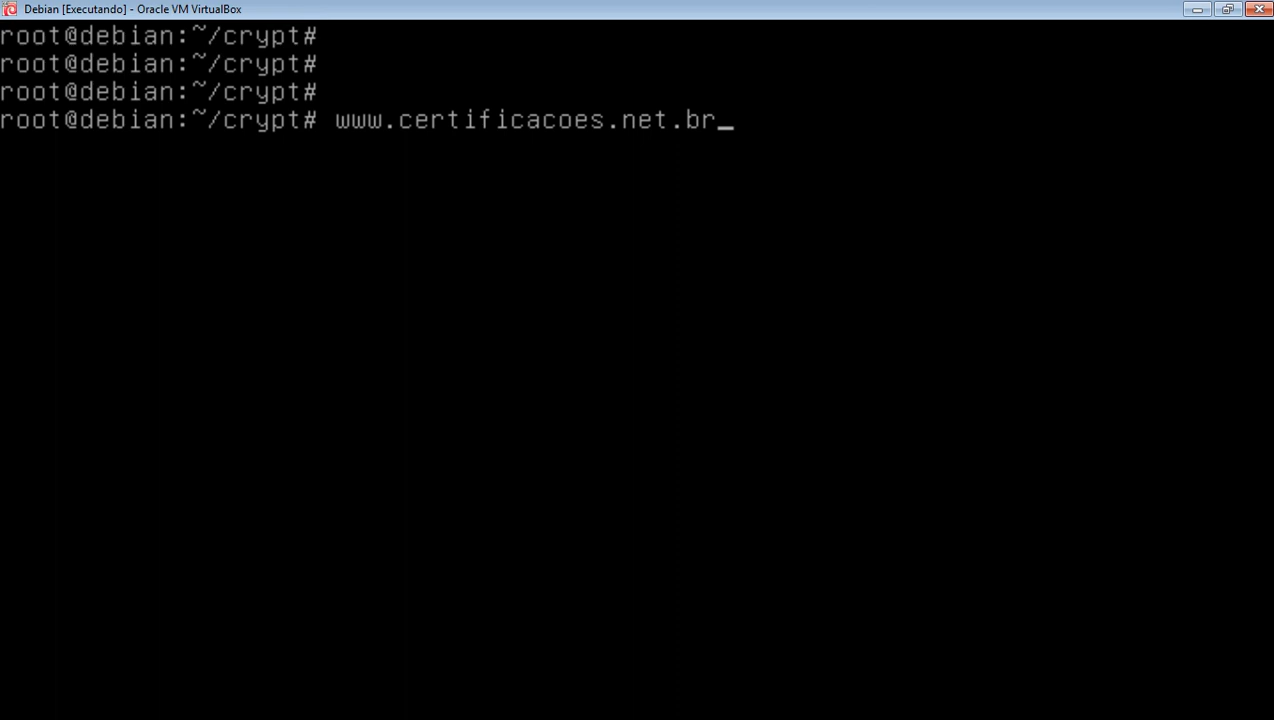 Debian [Executando] - Oracle VM VirtualBox
root@debian:~/crypt#
root@debian:~/crypt#
root@debian:~/crypt#
root@debian:~/crypt# www.certificacoes.net.br_